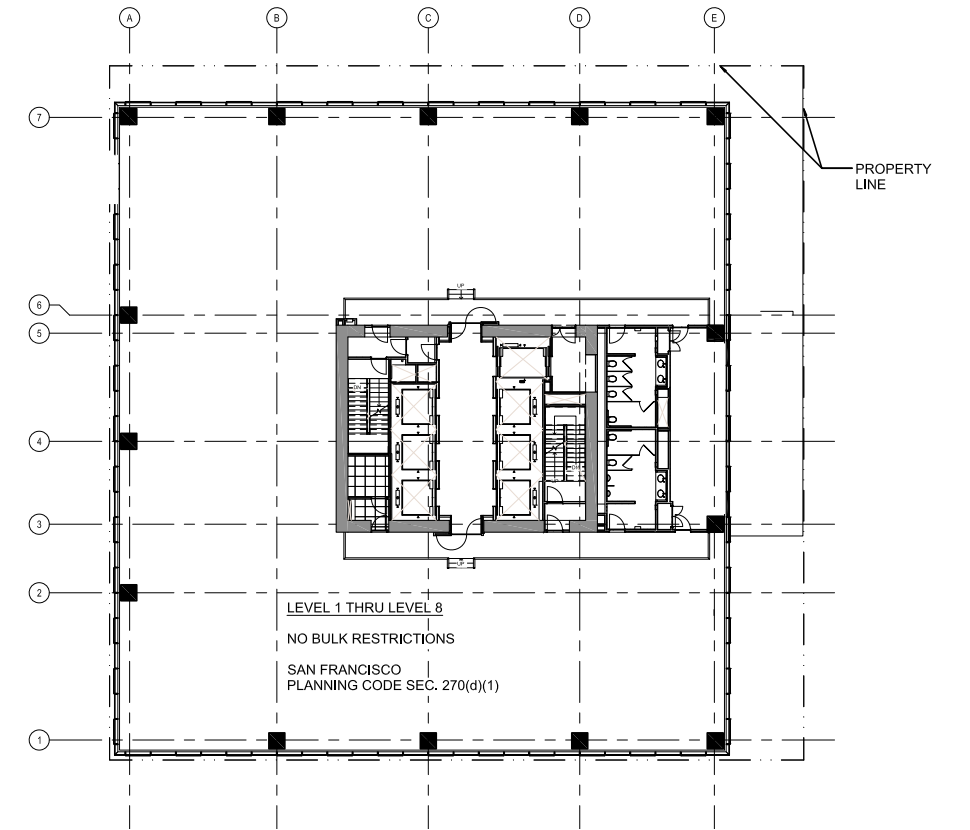 A B C D E
7
PROPERTY
LINE
UP
6
5
DN
4
DN
3
UP
2
LEVEL 1 THRU LEVEL 8
NO BULK RESTRICTIONS
SAN FRANCISCO
PLANNING CODE SEC. 270(d)(1)
1